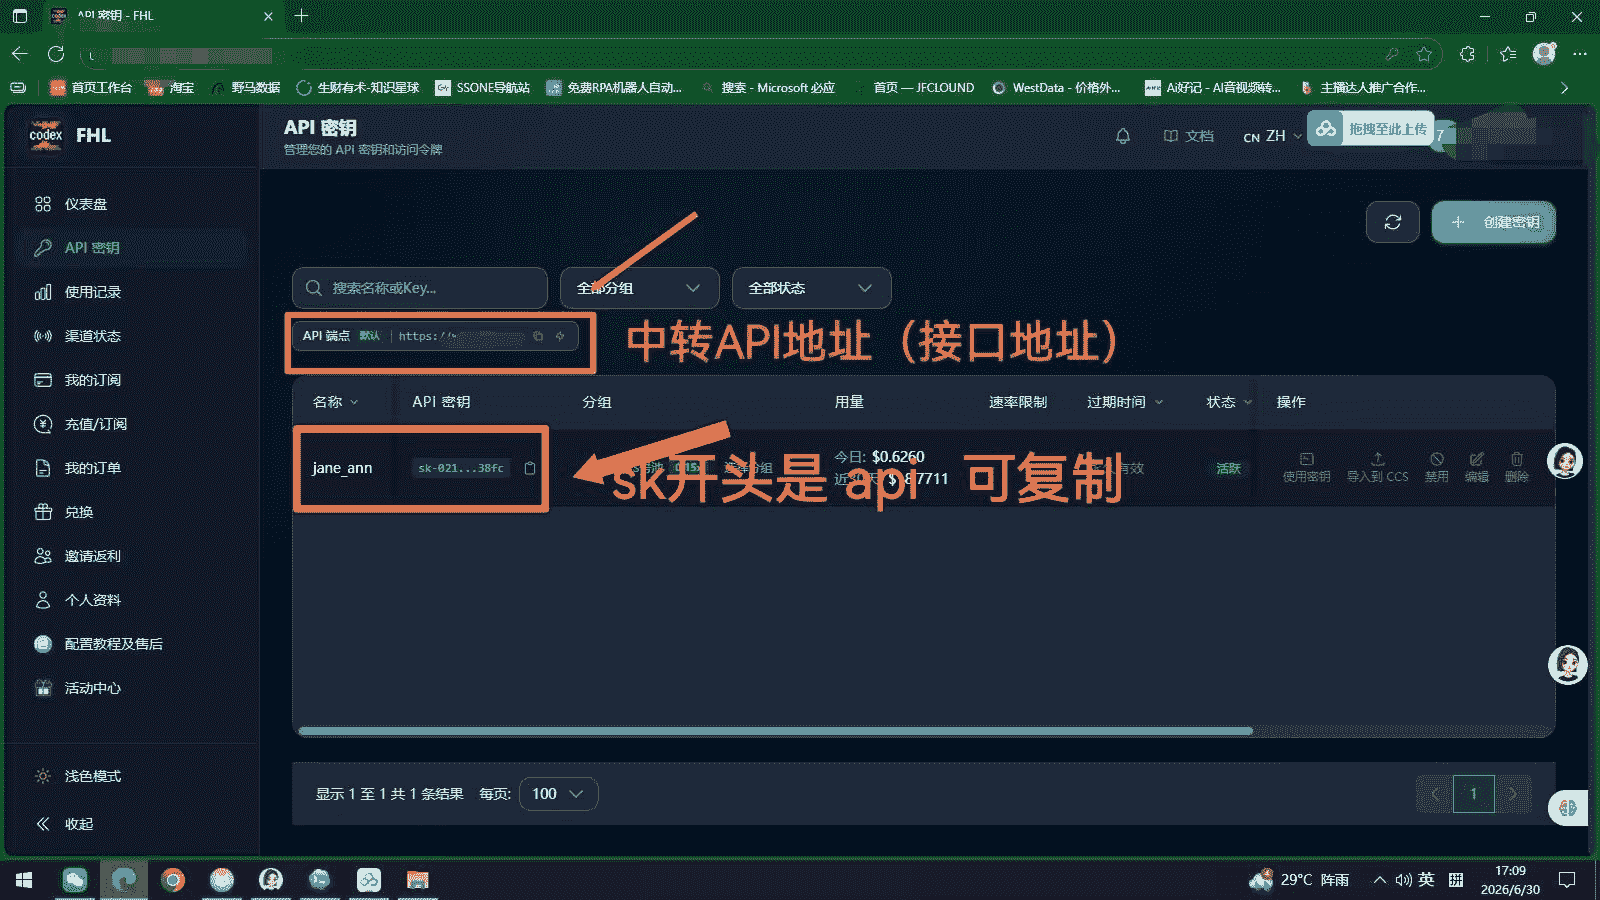 API 密钥 - FHL
首页工作台 淘宝 野马数据 生财有术-知识星球 SSONE导航站 免费RPA机器人自动... 搜索 - Microsoft 必应 首页 — JFCLOUND WestData - 价格外... Ai好记 - AI音视频转... 主播达人推广合作...
codex FHL
API 密钥
管理您的 API 密钥和访问令牌
文档 CN ZH 拖拽至此上传 7
仪表盘
API 密钥
使用记录
渠道状态
我的订阅
充值/订阅
我的订单
兑换
邀请返利
个人资料
配置教程及售后
活动中心
浅色模式
收起
创建密钥
搜索名称或Key... 全部分组 全部状态
API 端点 默认 https:/
中转API地址（接口地址）
名称 API 密钥 分组 用量 速率限制 过期时间 状态 操作
jane_ann sk-021...38fc
今日: $0.6260
近30天 $ 8.7711
有效 活跃 使用密钥 导入到 CCS 禁用 编辑 删除
sk开头是 api 可复制
显示 1 至 1 共 1 条结果 每页: 100
1
29°C 阵雨 英 拼
17:09
2026/6/30